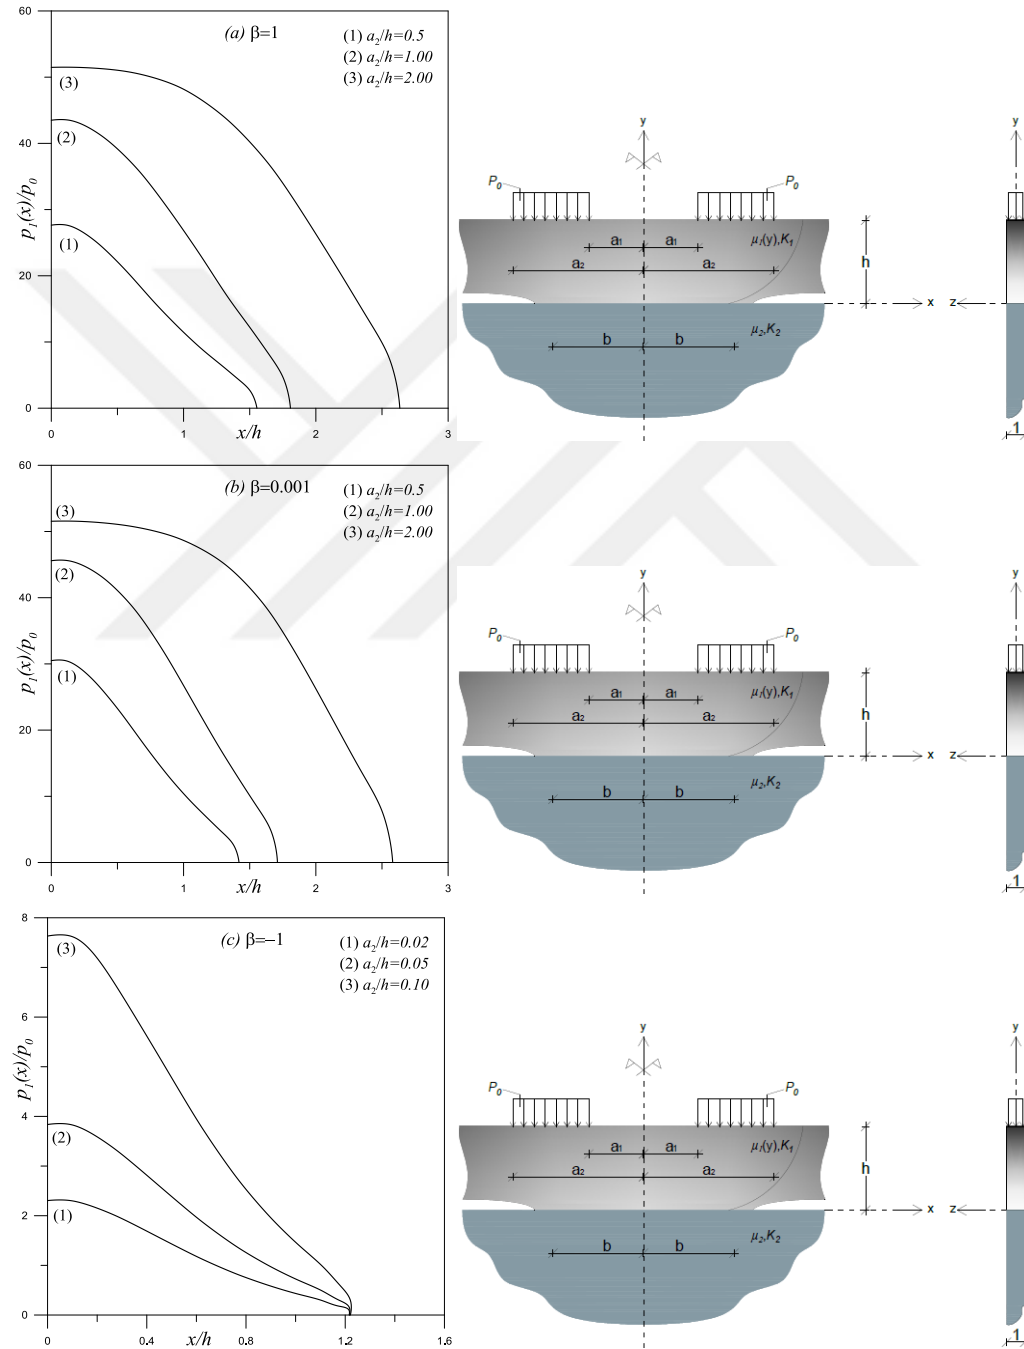 60
(a) β=1
(1) a₂/h=0.5
(2) a₂/h=1.00
(3) a₂/h=2.00
(3)
40
(2)
p₁(x)/p₀
(1)
20
0
0
1
x/h
2
3
y
P₀
P₀
μ₁(y),K₁
a₁
a₁
a₂
a₂
h
x
z
μ₂,K₂
b
b
1
60
(b) β=0.001
(1) a₂/h=0.5
(2) a₂/h=1.00
(3) a₂/h=2.00
(3)
(2)
40
p₁(x)/p₀
(1)
20
0
0
1
x/h
2
3
y
P₀
P₀
μ₁(y),K₁
a₁
a₁
a₂
a₂
h
x
z
μ₂,K₂
b
b
1
8
(c) β=−1
(1) a₂/h=0.02
(2) a₂/h=0.05
(3) a₂/h=0.10
(3)
6
p₁(x)/p₀
4
(2)
2
(1)
0
0
0.4
x/h
0.8
1.2
1.6
y
P₀
P₀
μ₁(y),K₁
a₁
a₁
a₂
a₂
h
x
z
μ₂,K₂
b
b
1